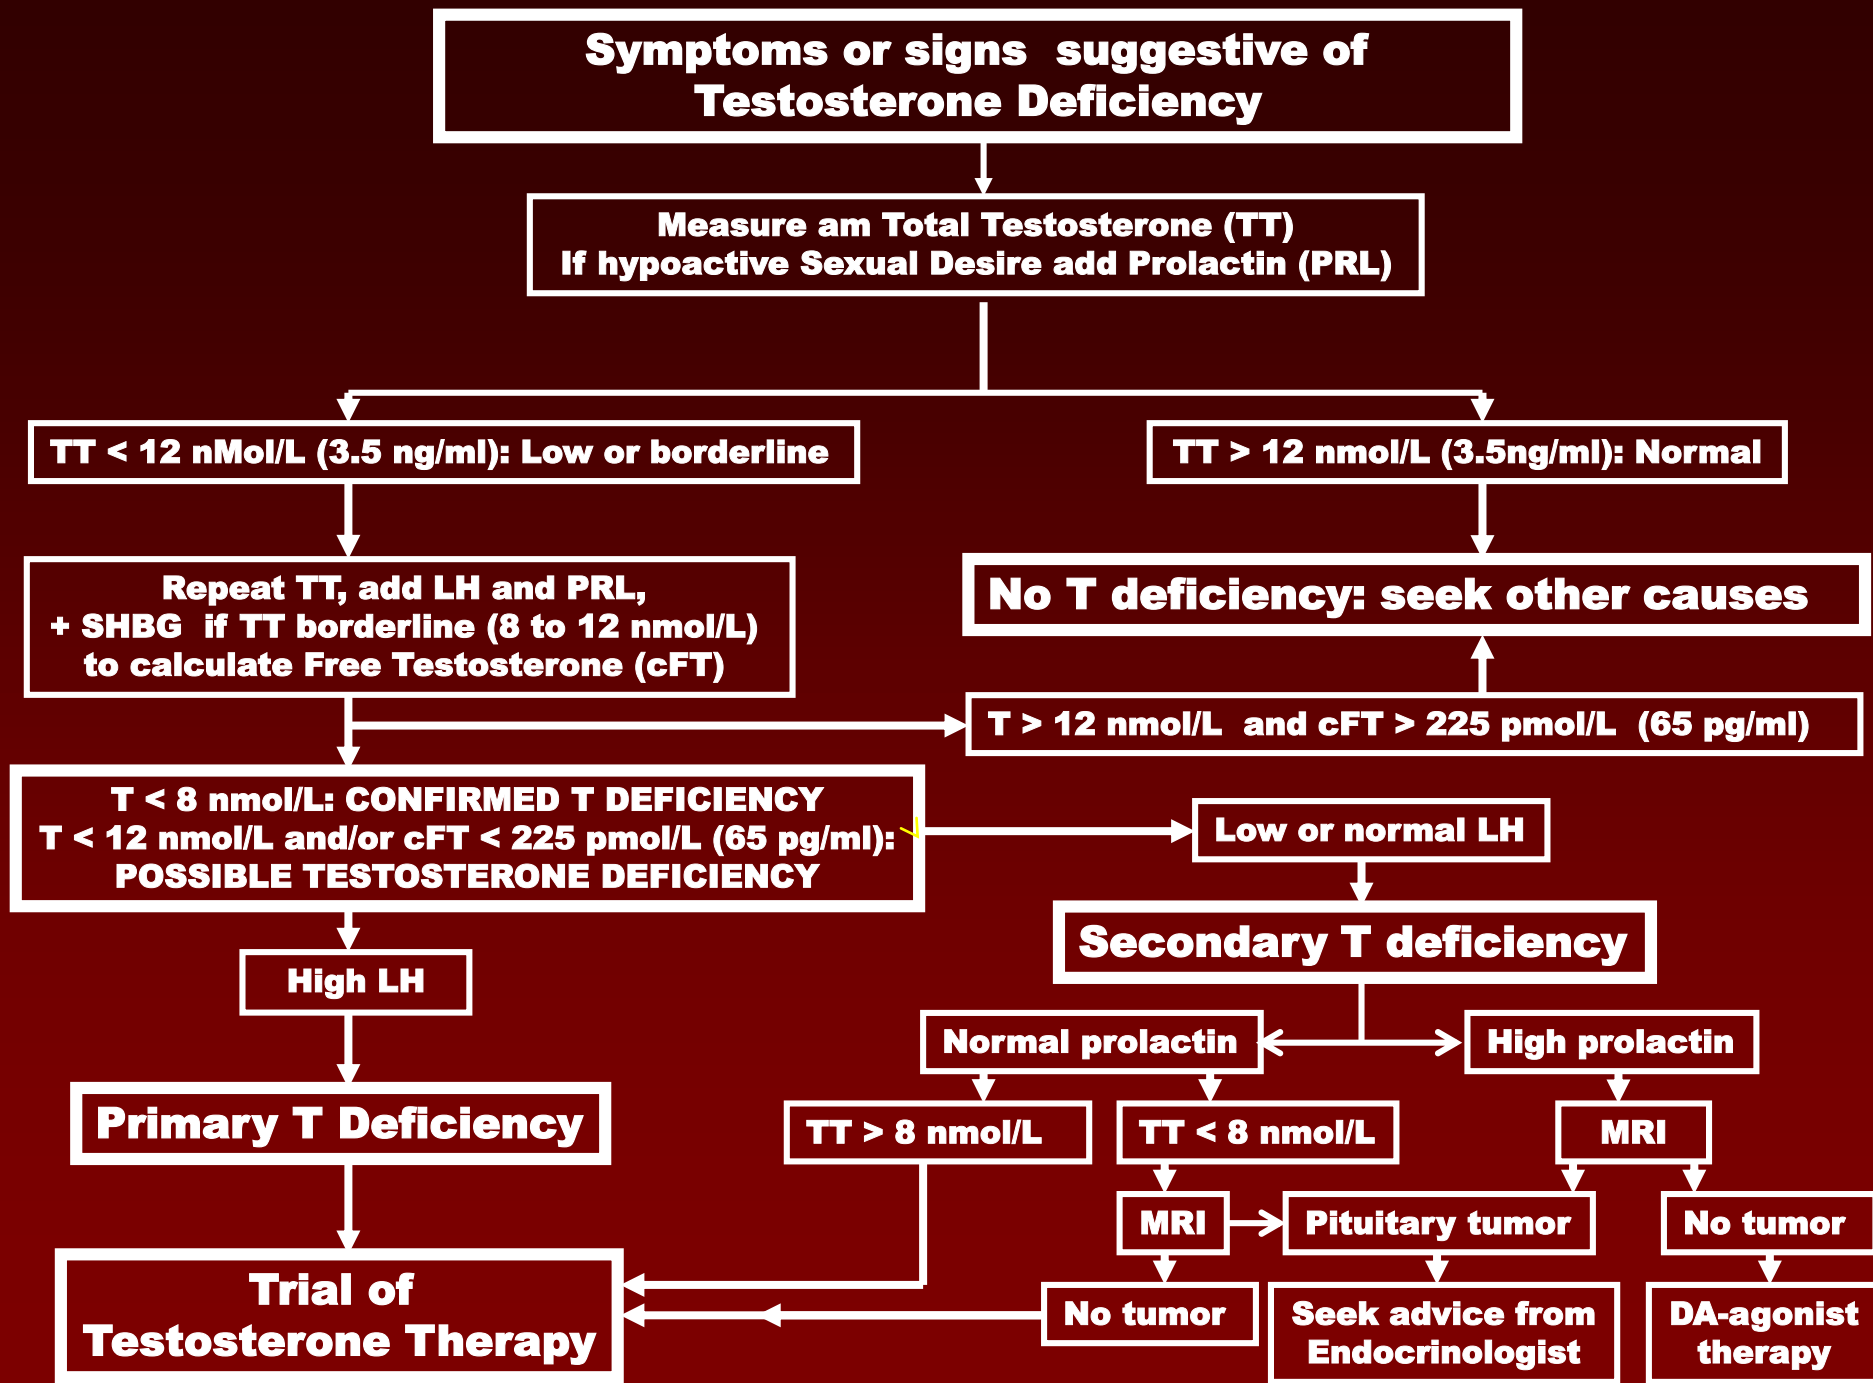 Symptoms or signs suggestive of
Testosterone Deficiency
Measure am Total Testosterone (TT)
If hypoactive Sexual Desire add Prolactin (PRL)
TT < 12 nMol/L (3.5 ng/ml): Low or borderline
TT > 12 nmol/L (3.5ng/ml): Normal
Repeat TT, add LH and PRL,
+ SHBG if TT borderline (8 to 12 nmol/L)
to calculate Free Testosterone (cFT)
No T deficiency: seek other causes
T > 12 nmol/L and cFT > 225 pmol/L (65 pg/ml)
T < 8 nmol/L: CONFIRMED T DEFICIENCY
T < 12 nmol/L and/or cFT < 225 pmol/L (65 pg/ml):
POSSIBLE TESTOSTERONE DEFICIENCY
Low or normal LH
Secondary T deficiency
High LH
Normal prolactin
High prolactin
Primary T Deficiency
TT > 8 nmol/L
TT < 8 nmol/L
MRI
MRI
Pituitary tumor
No tumor
Trial of
Testosterone Therapy
No tumor
Seek advice from
Endocrinologist
DA-agonist
therapy